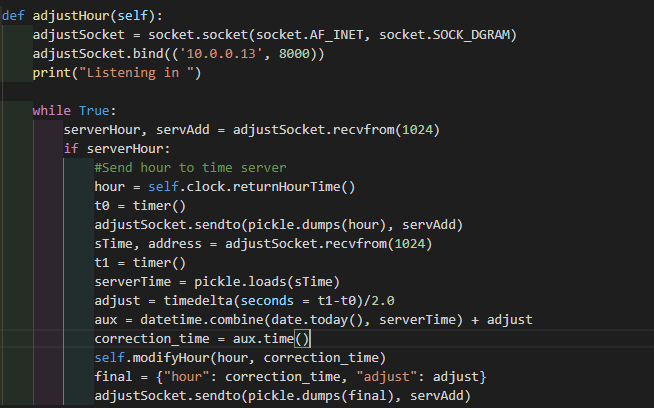 def adjustHour(self):
    adjustSocket = socket.socket(socket.AF_INET, socket.SOCK_DGRAM)
    adjustSocket.bind(('10.0.0.13', 8000))
    print("Listening in ")

    while True:
        serverHour, servAdd = adjustSocket.recvfrom(1024)
        if serverHour:
            #Send hour to time server
            hour = self.clock.returnHourTime()
            t0 = timer()
            adjustSocket.sendto(pickle.dumps(hour), servAdd)
            sTime, address = adjustSocket.recvfrom(1024)
            t1 = timer()
            serverTime = pickle.loads(sTime)
            adjust = timedelta(seconds = t1-t0)/2.0
            aux = datetime.combine(date.today(), serverTime) + adjust
            correction_time = aux.time()
            self.modifyHour(hour, correction_time)
            final = {"hour": correction_time, "adjust": adjust}
            adjustSocket.sendto(pickle.dumps(final), servAdd)